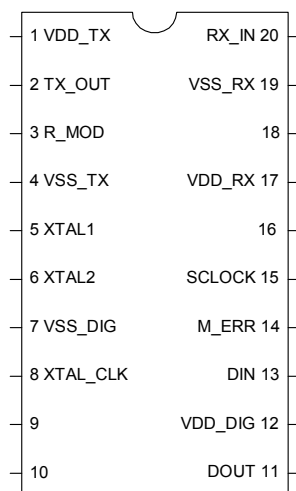 1 VDD_TX RX_IN 20
2 TX_OUT VSS_RX 19
3 R_MOD 18
4 VSS_TX VDD_RX 17
5 XTAL1 16
6 XTAL2 SCLOCK 15
7 VSS_DIG M_ERR 14
8 XTAL_CLK DIN 13
9 VDD_DIG 12
10 DOUT 11